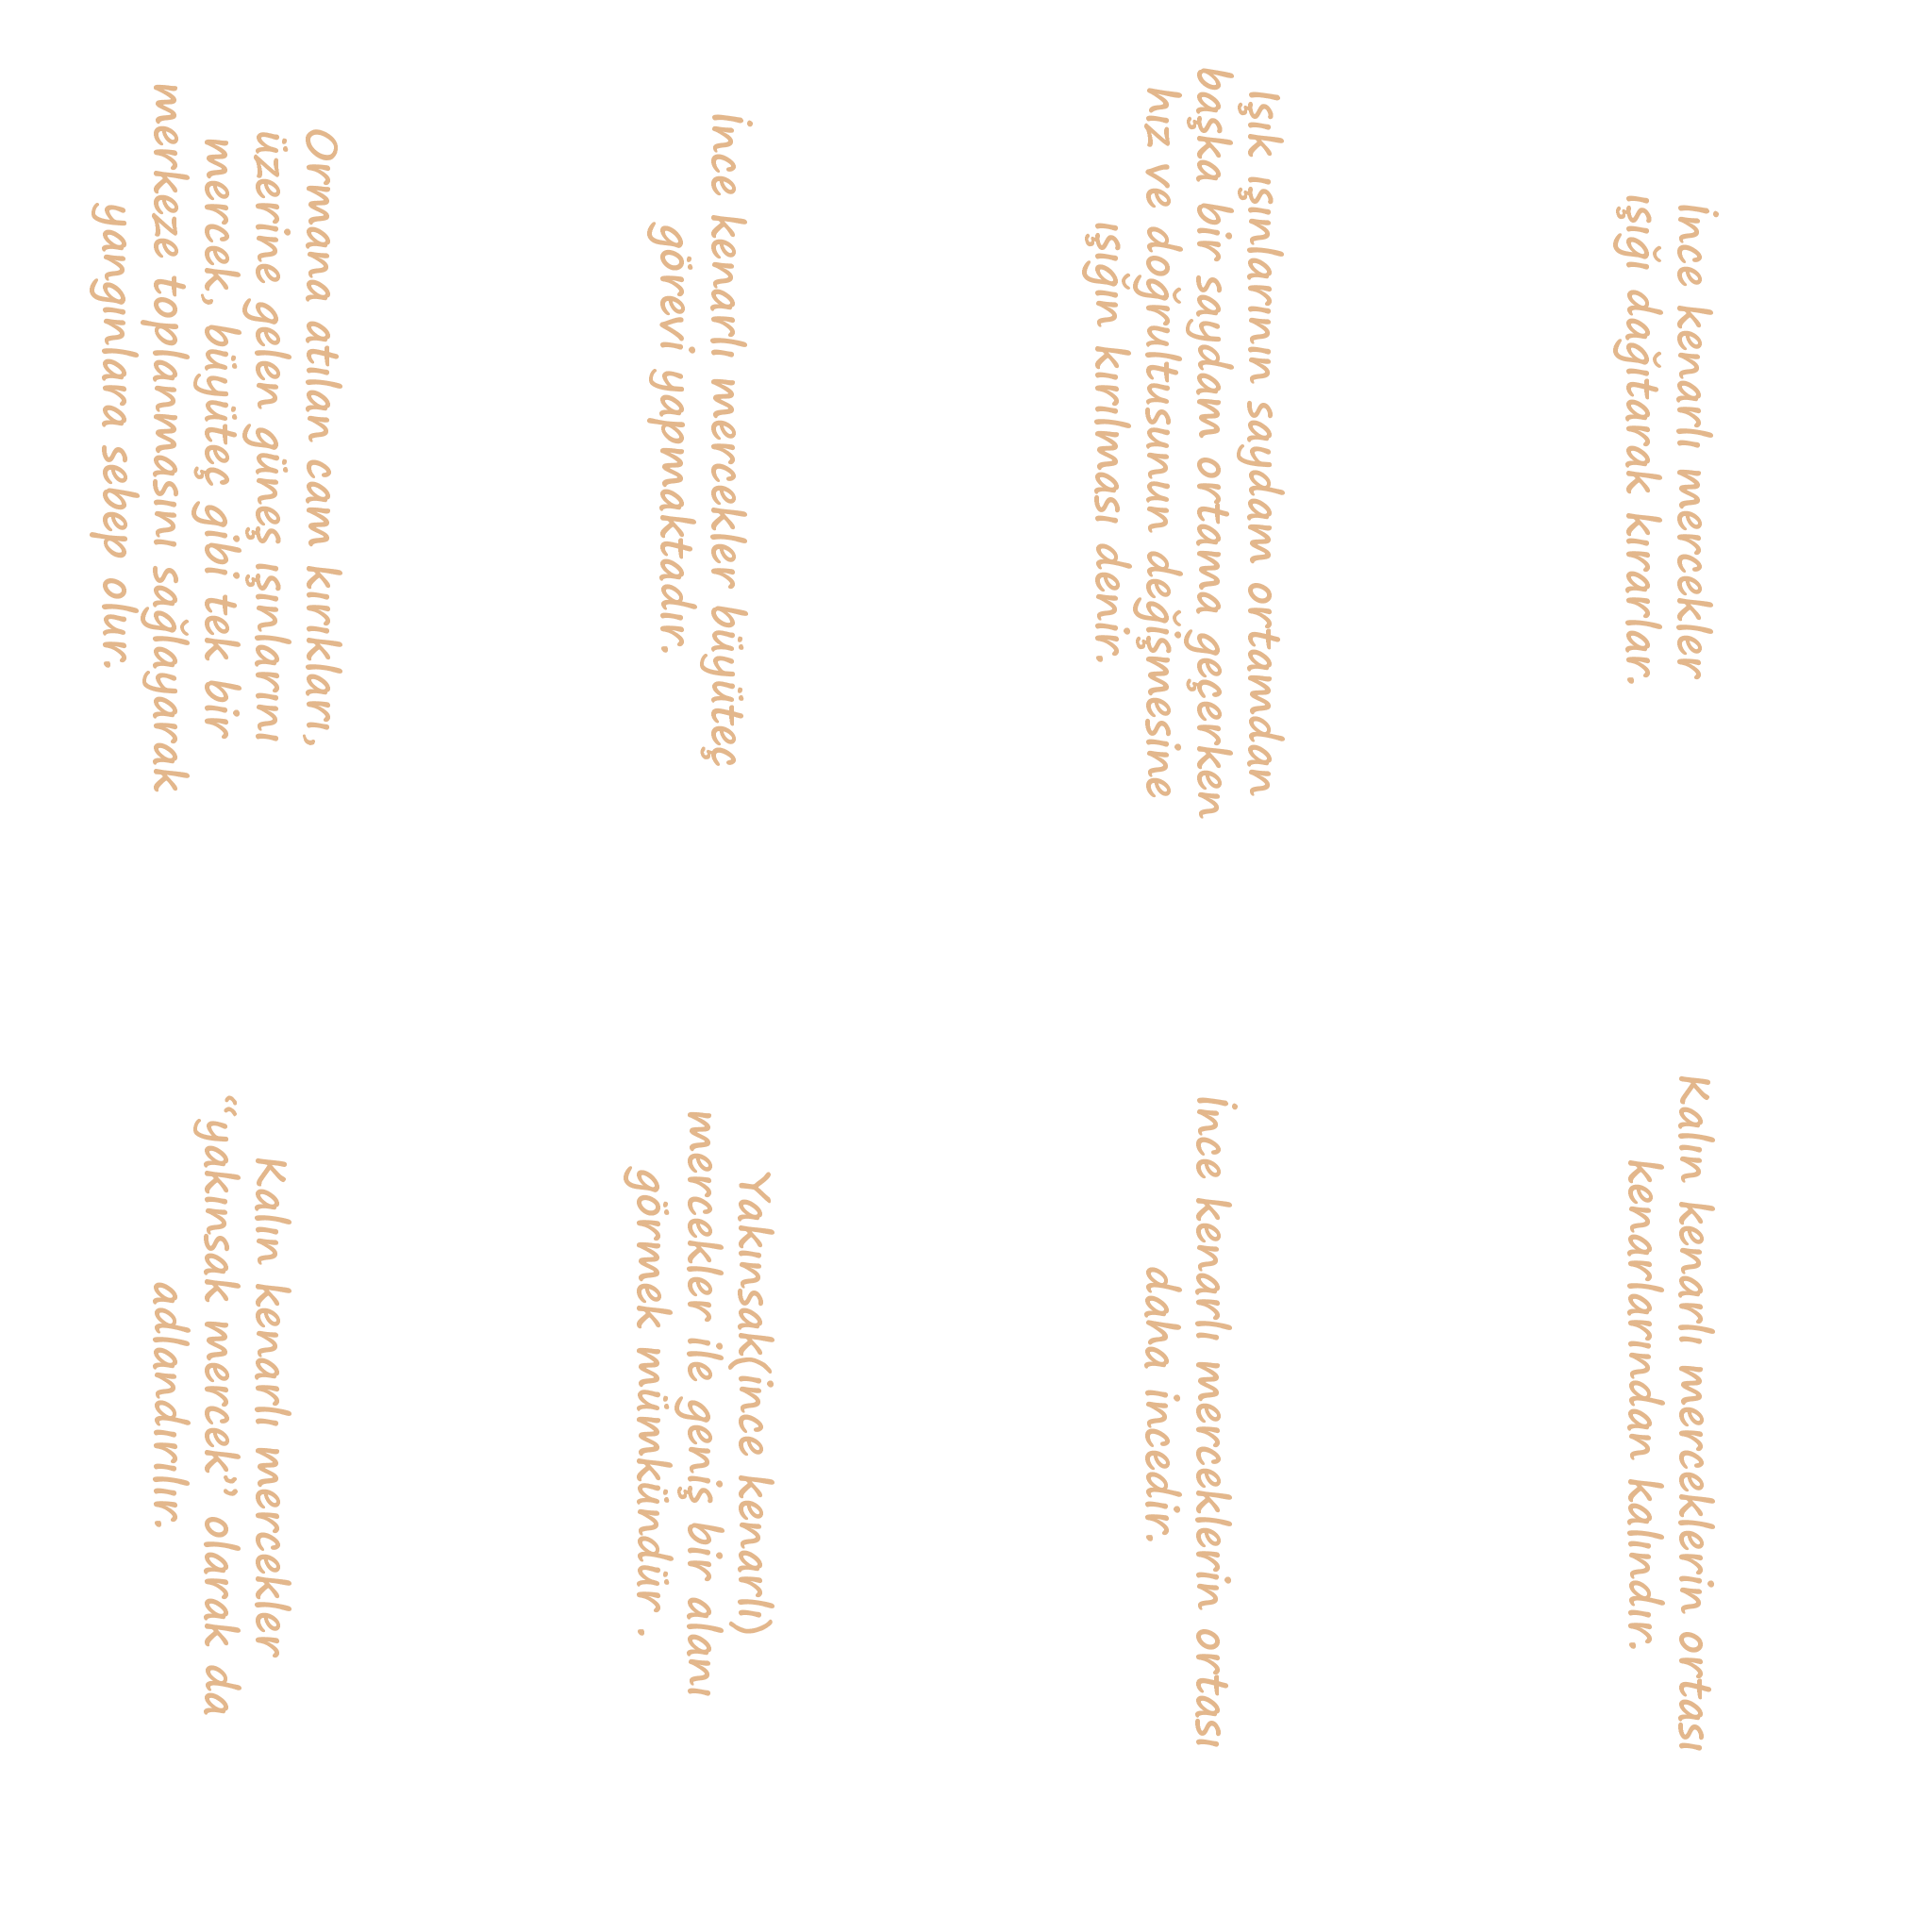 İnce kenarlı mercekler
ışığı dağıtarak kırarlar.
Kalın kenarlı merceklerin ortası
kenarlarından kalındır.
Işık ışınlarının saydam ortamdan
başka bir saydam ortama geçerken
hız ve doğrultusunun değişmesine
ışığın kırılması denir.
İnce kenarlı merceklerin ortası
daha incedir.
İnce kenarlı mercekler büyüteç
görevi yapmaktadır.
Yakınsak(ince kenarlı)
mercekler ile geniş bir alanı
görmek mümkündür .
Ormana atılan cam kırıkları,
üzerine gelen güneş ışınlarını
mercek, büyüteç gibi tek bir
merkeze toplanmasını sağlayarak
yangınlara sebep olur.
Kalın kenarlı mercekler
“yakınsak mercek” olarak da
adlandırılır.